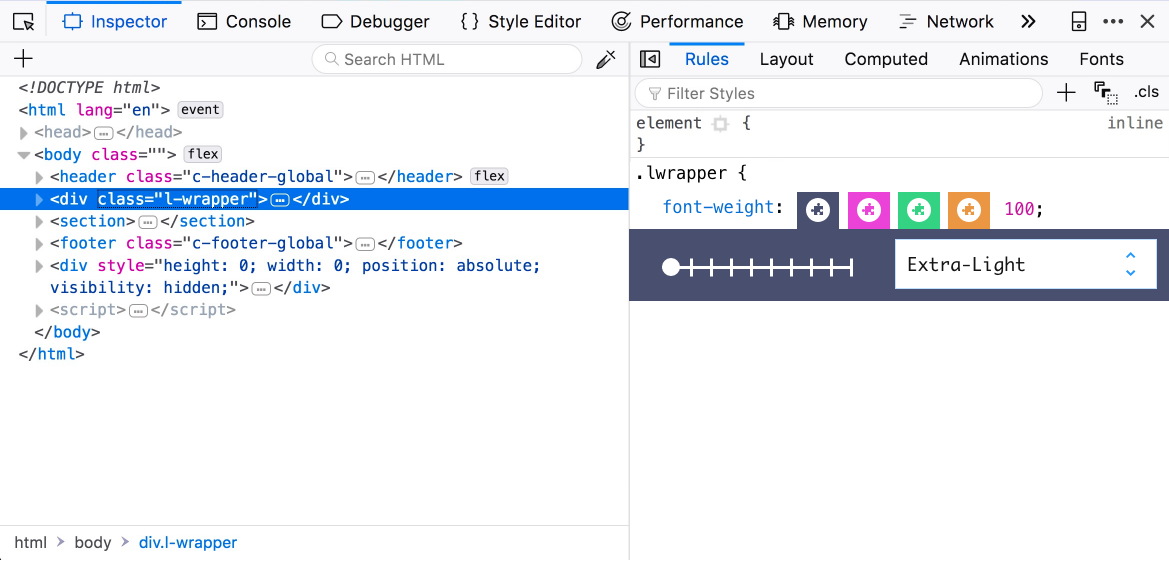 Inspector Console Debugger { } Style Editor Performance Memory Network
Search HTML
Rules Layout Computed Animations Fonts
<!DOCTYPE html>
<html lang="en"> event
<head>…</head>
<body class=""> flex
<header class="c-header-global">…</header> flex
<div class="l-wrapper">…</div>
<section>…</section>
<footer class="c-footer-global">…</footer>
<div style="height: 0; width: 0; position: absolute;
visibility: hidden;">…</div>
<script>…</script>
</body>
</html>
html > body > div.l-wrapper
Filter Styles + .cls
element { inline
}
.lwrapper {
font-weight: 100;
Extra-Light